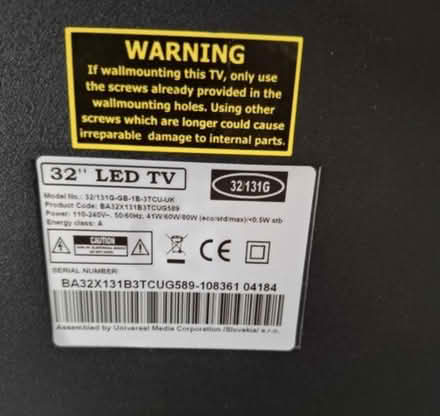 WARNING
If wallmounting this TV, only use
the screws already provided in the
wallmounting holes. Using other
screws which are longer could cause
irreparable damage to internal parts.
32" LED TV
32/131G
Model No.: 32/131G-GB-1B-3TCU-UK
Product Code: BA32X131B3TCUG589
Power: 110-240V~, 50/60Hz, 41W/60W/80W (eco/std/max)/<0.5W stb
Energy class: A
CAUTION
SERIAL NUMBER
BA32X131B3TCUG589-108361 04184
Assembled by Universal Media Corporation /Slovakia/ s.r.o.